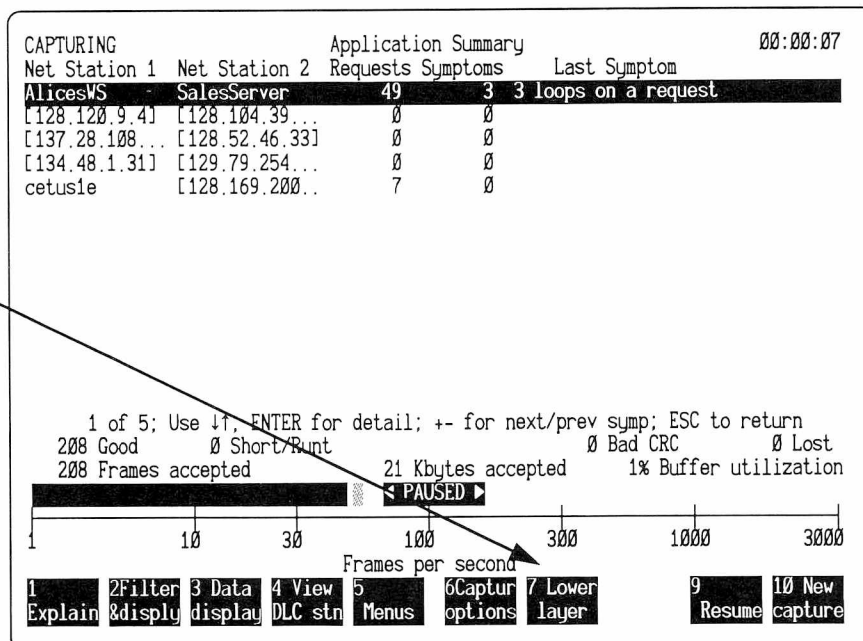 CAPTURING Application Summary 00:00:07
Net Station 1 Net Station 2 Requests Symptoms Last Symptom
AlicesWS SalesServer 49 3 3 loops on a request
[128.120.9.4] [128.104.39...
0 0
[137.28.108... [128.52.46.33] 0 0
[134.48.1.31] [129.79.254... 0 0
cetus1e [128.169.200.. 7 0
1 of 5; Use ↓↑, ENTER for detail; +- for next/prev symp; ESC to return
208 Good 0 Short/Runt 0 Bad CRC 0 Lost
208 Frames accepted 21 Kbytes accepted 1% Buffer utilization
◄ PAUSED ►
1 10 30 100 300 1000 3000
Frames per second
1 2Filter 3 Data 4 View 5 6Captur 7 Lower 9 10 New
Explain &disply display DLC stn Menus options layer Resume capture